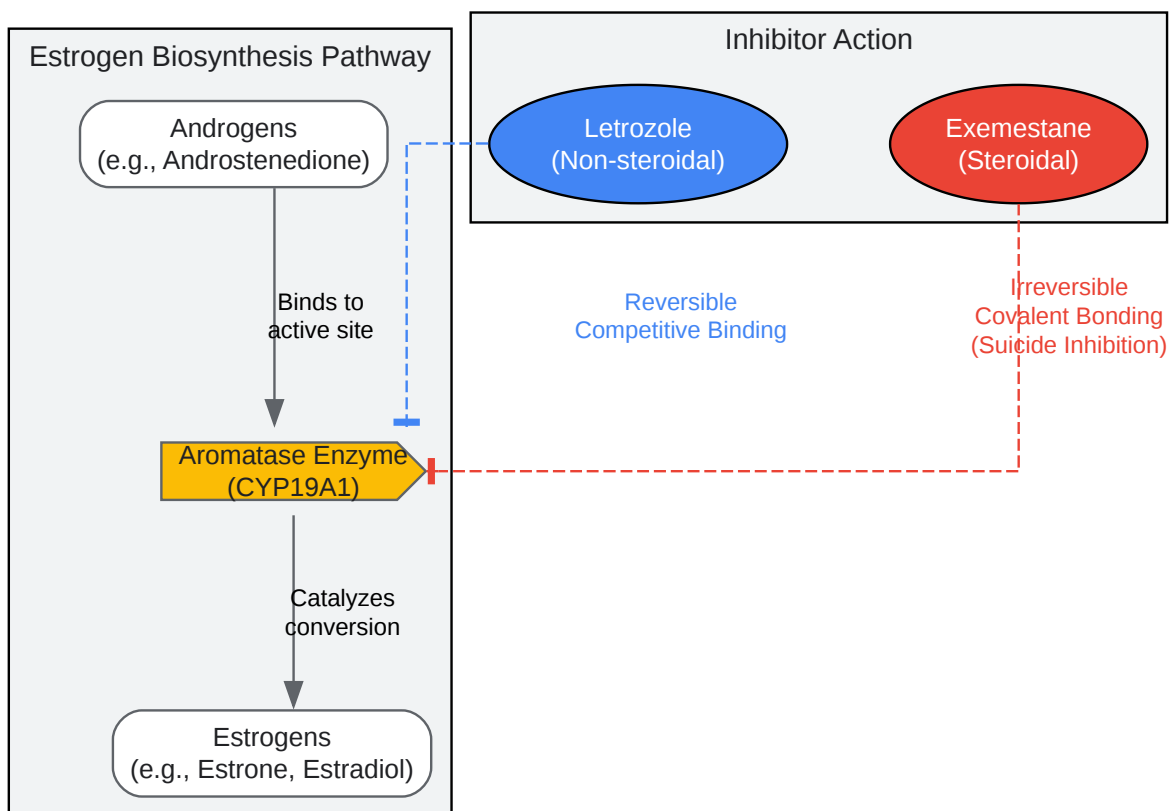 Estrogen Biosynthesis Pathway
Androgens
(e.g., Androstenedione)
Binds to
active site
Aromatase Enzyme
(CYP19A1)
Catalyzes
conversion
Estrogens
(e.g., Estrone, Estradiol)
Inhibitor Action
Letrozole
(Non-steroidal)
Exemestane
(Steroidal)
Reversible
Competitive Binding
Irreversible
Covalent Bonding
(Suicide Inhibition)